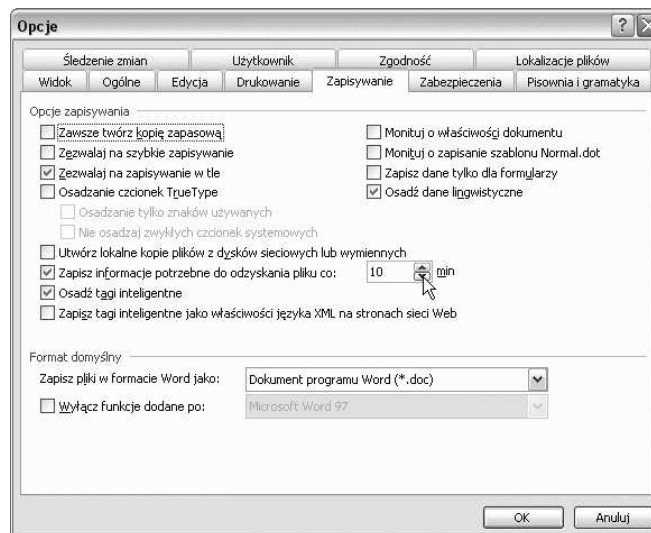 Opcje
Śledzenie zmian Użytkownik Zgodność Lokalizacje plików
Widok Ogólne Edycja Drukowanie Zapisywanie Zabezpieczenia Pisownia i gramatyka
Opcje zapisywania
Zawsze twórz kopię zapasową
Zezwalaj na szybkie zapisywanie
Zezwalaj na zapisywanie w tle
Osadzanie czcionek TrueType
Osadzanie tylko znaków używanych
Nie osadzaj zwykłych czcionek systemowych
Monituj o właściwości dokumentu
Monituj o zapisanie szablonu Normal.dot
Zapisz dane tylko dla formularzy
Osadź dane lingwistyczne
Utwórz lokalne kopie plików z dysków sieciowych lub wymiennych
Zapisz informacje potrzebne do odzyskania pliku co: 10 min
Osadź tagi inteligentne
Zapisz tagi inteligentne jako właściwości języka XML na stronach sieci Web
Format domyślny
Zapisz pliki w formacie Word jako: Dokument programu Word (*.doc)
Wyłącz funkcje dodane po: Microsoft Word 97
OK Anuluj